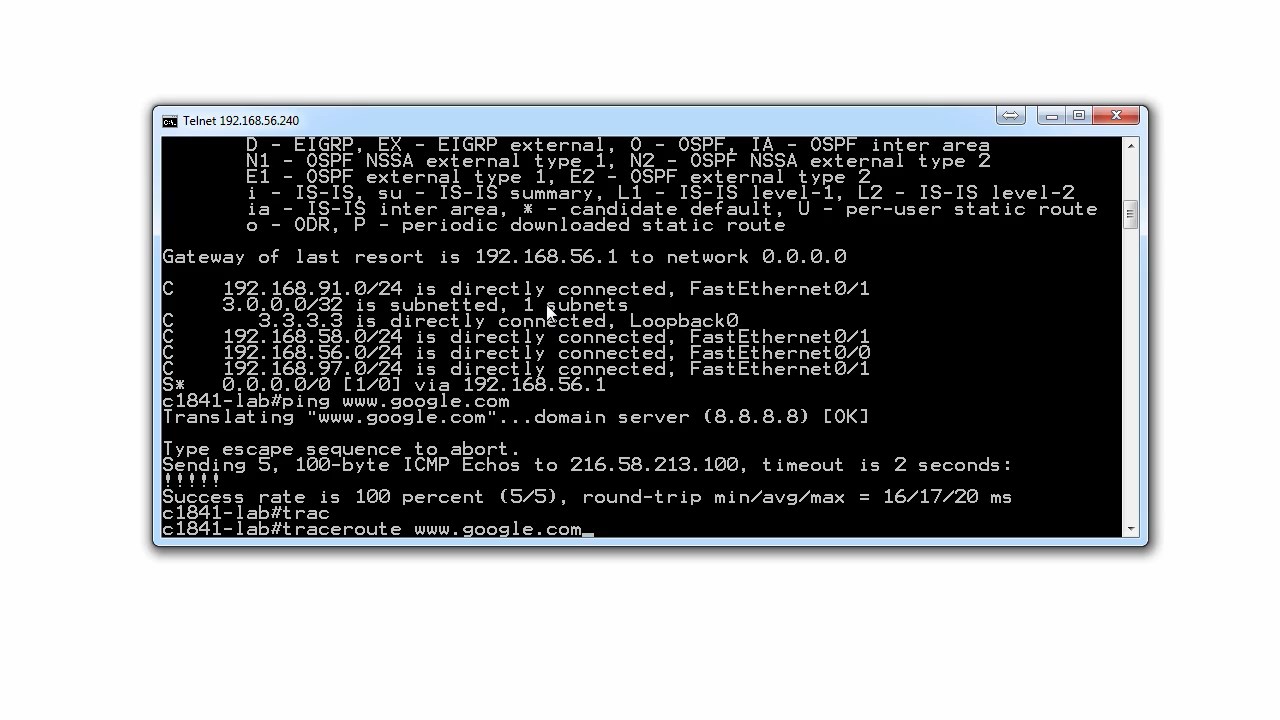 Telnet 192.168.56.240
D - EIGRP, EX - EIGRP external, O - OSPF, IA - OSPF inter area
N1 - OSPF NSSA external type 1, N2 - OSPF NSSA external type 2
E1 - OSPF external type 1, E2 - OSPF external type 2
i - IS-IS, su - IS-IS summary, L1 - IS-IS level-1, L2 - IS-IS level-2
ia - IS-IS inter area, * - candidate default, U - per-user static route
o - ODR, P - periodic downloaded static route
Gateway of last resort is 192.168.56.1 to network 0.0.0.0
C    192.168.91.0/24 is directly connected, FastEthernet0/1
3.0.0.0/32 is subnetted, 1 subnets
C       3.3.3.3 is directly connected, Loopback0
C    192.168.58.0/24 is directly connected, FastEthernet0/1
C    192.168.56.0/24 is directly connected, FastEthernet0/0
C    192.168.97.0/24 is directly connected, FastEthernet0/1
S*   0.0.0.0/0 [1/0] via 192.168.56.1
c1841-lab#ping www.google.com
Translating "www.google.com"...domain server (8.8.8.8) [OK]
Type escape sequence to abort.
Sending 5, 100-byte ICMP Echos to 216.58.213.100, timeout is 2 seconds:
!!!!!
Success rate is 100 percent (5/5), round-trip min/avg/max = 16/17/20 ms
c1841-lab#trac
c1841-lab#traceroute www.google.com